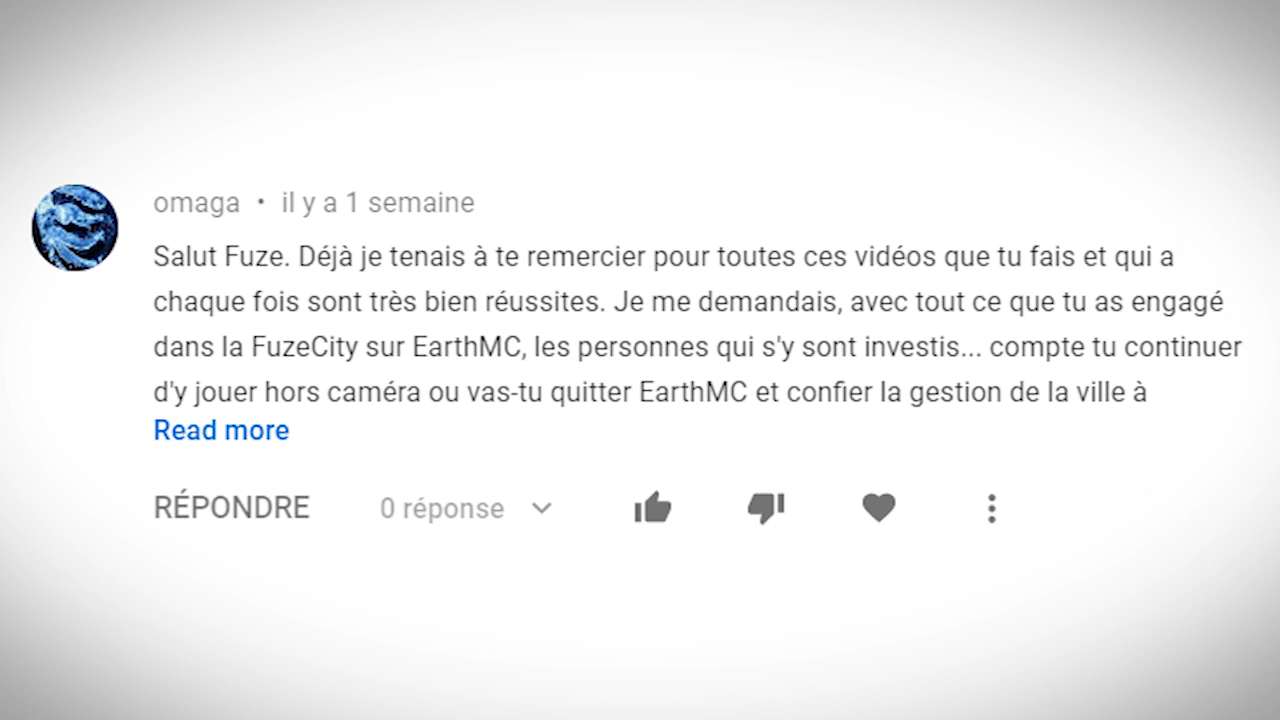 omaga • il y a 1 semaine
Salut Fuze. Déjà je tenais à te remercier pour toutes ces vidéos que tu fais et qui a
chaque fois sont très bien réussites. Je me demandais, avec tout ce que tu as engagé
dans la FuzeCity sur EarthMC, les personnes qui s'y sont investis... compte tu continuer
d'y jouer hors caméra ou vas-tu quitter EarthMC et confier la gestion de la ville à
Read more
RÉPONDRE 0 réponse